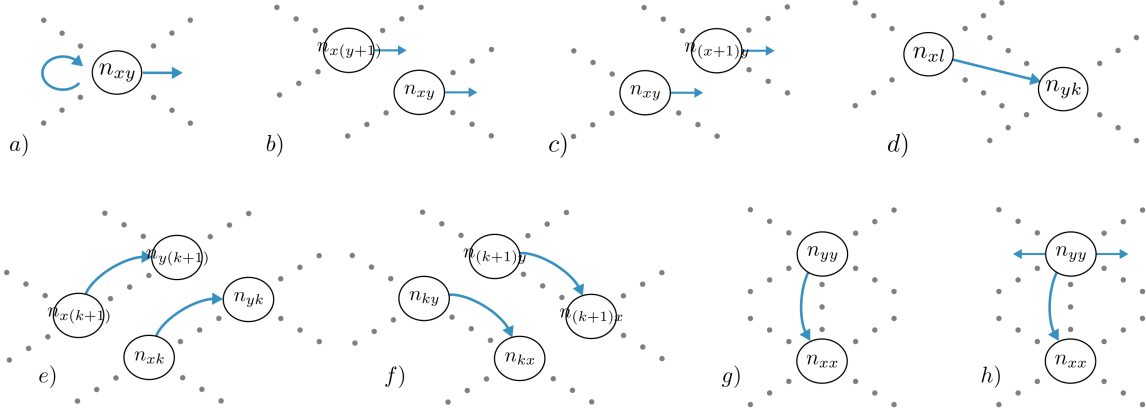 a) n_{xy}
b) n_{x(y+1)} n_{xy}
c) n_{(x+1)y} n_{xy}
d) n_{xl} n_{yk}
e) n_{y(k+1)} n_{x(k+1)} n_{yk} n_{xk}
f) n_{(k+1)y} n_{ky} n_{(k+1)x} n_{kx}
g) n_{yy} n_{xx}
h) n_{yy} n_{xx}